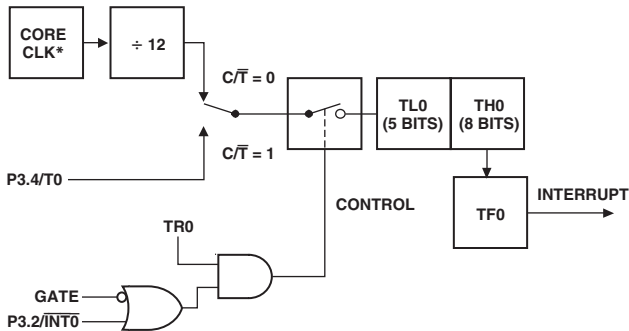 CORE
CLK*
÷ 12
C/T̅ = 0
TL0
(5 BITS)
TH0
(8 BITS)
C/T̅ = 1
P3.4/T0
INTERRUPT
CONTROL
TF0
TR0
GATE
P3.2/I̅N̅T̅0̅